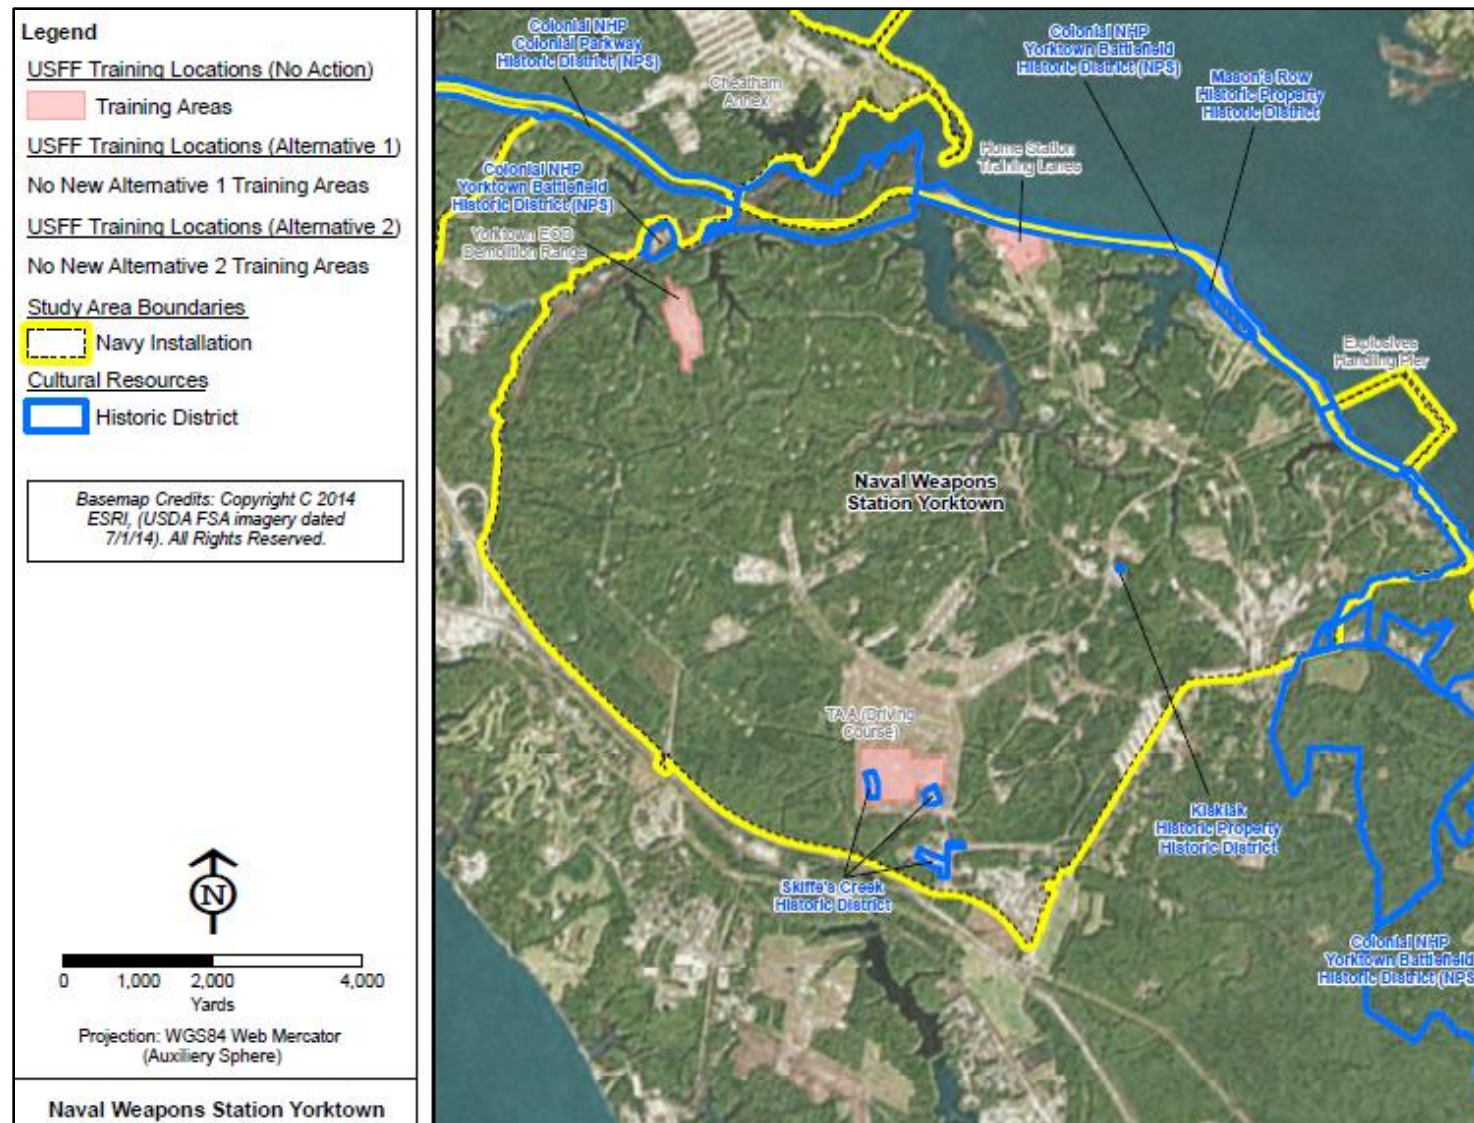 Legend
USFF Training Locations (No Action)
Training Areas
USFF Training Locations (Alternative 1)
No New Alternative 1 Training Areas
USFF Training Locations (Alternative 2)
No New Alternative 2 Training Areas
Study Area Boundaries
Navy Installation
Cultural Resources
Historic District
Basemap Credits: Copyright C 2014
ESRI, (USDA FSA imagery dated
7/1/14). All Rights Reserved.
N
0 1,000 2,000 4,000
Yards
Projection: WGS84 Web Mercator
(Auxiliery Sphere)
Naval Weapons Station Yorktown
Colonial NHP
Colonial Parkway
Historic District (NPS)
Cheatham
Annex
Colonial NHP
Yorktown Battlefield
Historic District (NPS)
Mason's Row
Historic Property
Historic District
Home Station
Training Lanes
Colonial NHP
Yorktown Battlefield
Historic District (NPS)
Yorktown EOD
Demolition Range
Explosives
Handling Pier
Naval Weapons
Station Yorktown
TAA (Driving
Course)
Kiskiak
Historic Property
Historic District
Skiffe's Creek
Historic District
Colonial NHP
Yorktown Battlefield
Historic District (NPS